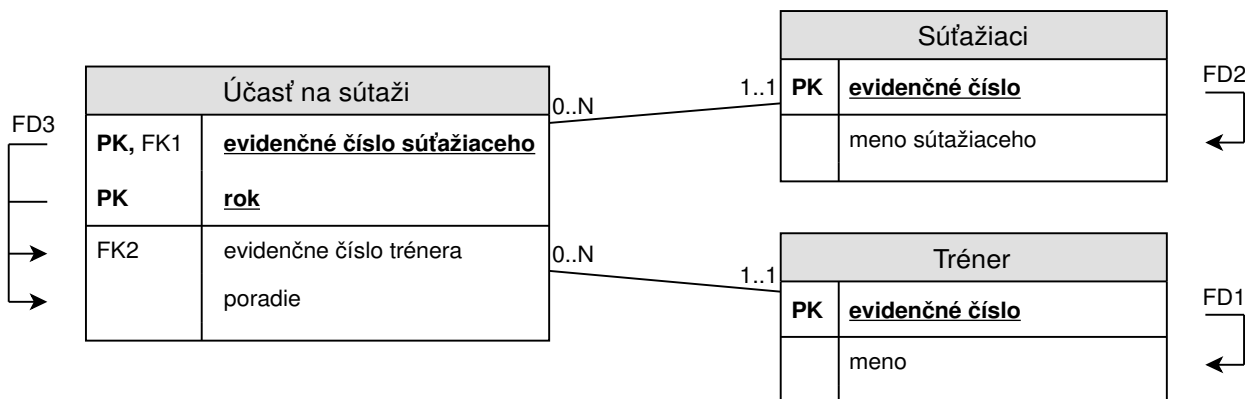 Účasť na sútaži
FD3
PK, FK1 evidenčné číslo súťažiaceho
PK rok
FK2 evidenčne číslo trénera
poradie
0..N
1..1
0..N
1..1
Súťažiaci
PK evidenčné číslo
meno sútažiaceho
FD2
Tréner
PK evidenčné číslo
meno
FD1